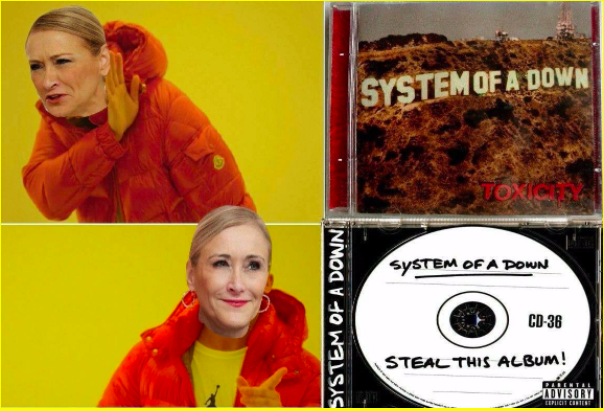 SYSTEM OF A DOWN
TOXICITY
SYSTEM OF A DOWN
SYSTEM OF A DOWN
CD-36
STEAL THIS ALBUM!
PARENTAL
ADVISORY
EXPLICIT CONTENT